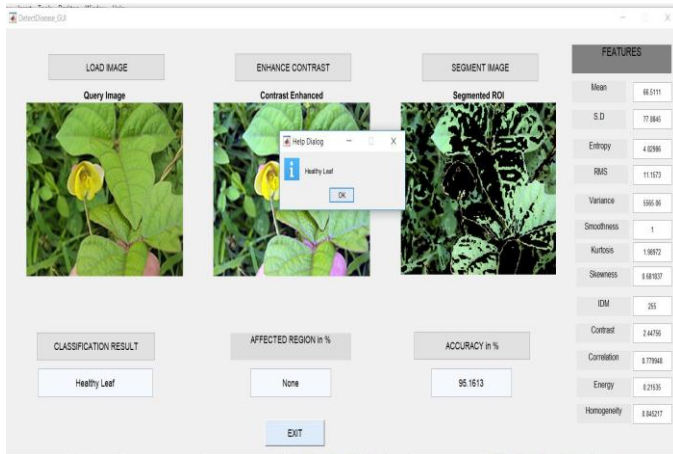 DetectDisease_GUI
LOAD IMAGE
ENHANCE CONTRAST
SEGMENT IMAGE
FEATURES
Query Image
Contrast Enhanced
Segmented ROI
Help Dialog
Healthy Leaf
OK
Mean 66.5111
S.D 77.8845
Entropy 4.02986
RMS 11.1573
Variance 5565.06
Smoothness 1
Kurtosis 1.98972
Skewness 0.681837
IDM 255
Contrast 2.44756
Correlation 0.779948
Energy 0.21535
Homogeneity 0.845217
CLASSIFICATION RESULT
AFFECTED REGION in %
ACCURACY in %
Healthy Leaf
None
95.1613
EXIT